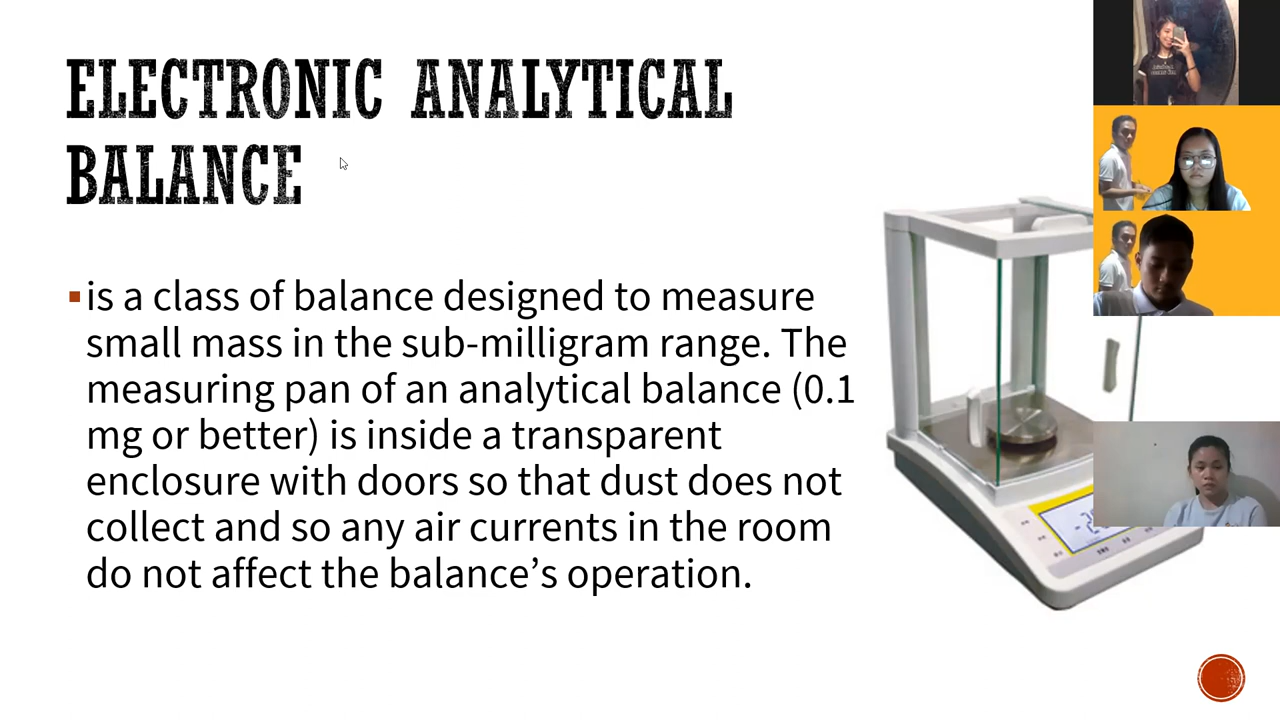 ELECTRONIC ANALYTICAL
BALANCE
is a class of balance designed to measure
small mass in the sub-milligram range. The
measuring pan of an analytical balance (0.1
mg or better) is inside a transparent
enclosure with doors so that dust does not
collect and so any air currents in the room
do not affect the balance’s operation.